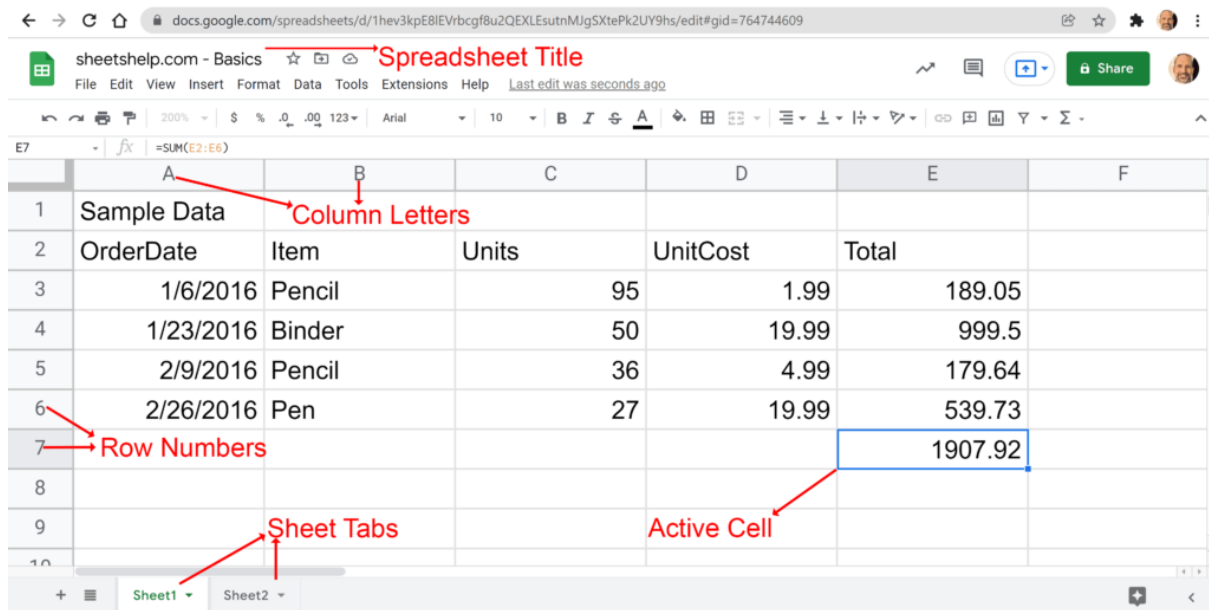 docs.google.com/spreadsheets/d/1hev3kpE8lEVrbcgf8u2QEXLEsutnMJgSXtePk2UY9hs/edit#gid=764744609
sheetshelp.com - Basics Spreadsheet Title
Share
File Edit View Insert Format Data Tools Extensions Help Last edit was seconds ago
200% $ % .0 .00 123 Arial 10 B I S A Σ
E7 fx =SUM(E2:E6)
A B C D E F
1 Sample Data Column Letters
2 OrderDate Item Units UnitCost Total
3 1/6/2016 Pencil 95 1.99 189.05
4 1/23/2016 Binder 50 19.99 999.5
5 2/9/2016 Pencil 36 4.99 179.64
6 2/26/2016 Pen 27 19.99 539.73
7 Row Numbers 1907.92
8
9 Sheet Tabs Active Cell
10
+ Sheet1 Sheet2